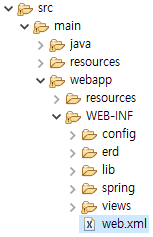 src
main
java
resources
webapp
resources
WEB-INF
config
erd
lib
spring
views
web.xml